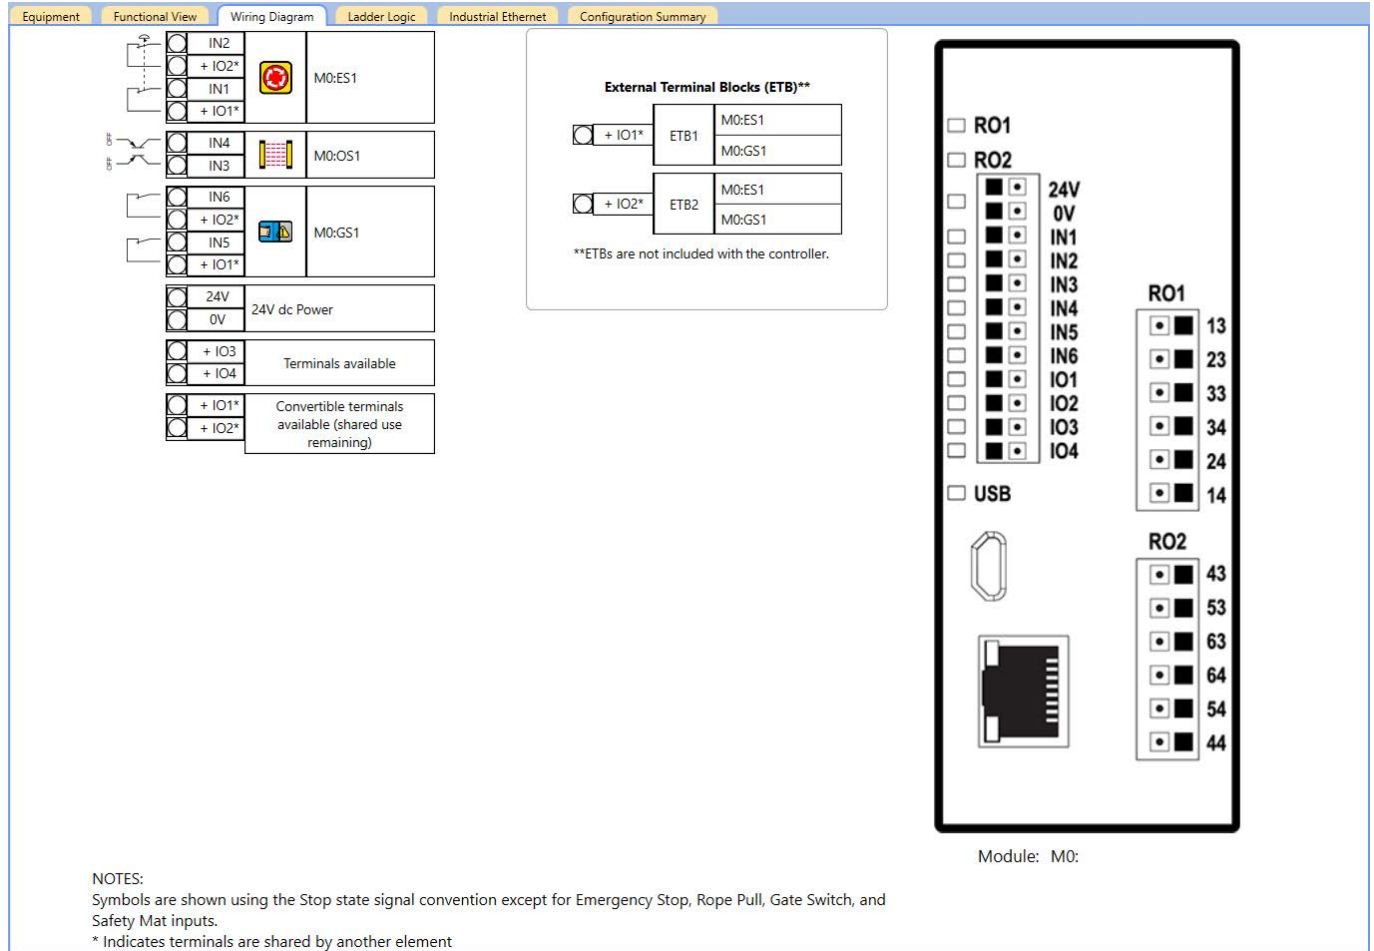 Equipment
Functional View
Wiring Diagram
Ladder Logic
Industrial Ethernet
Configuration Summary
IN2
+ IO2*
IN1
+ IO1*
M0:ES1
OFF
OFF
IN4
IN3
M0:OS1
IN6
+ IO2*
IN5
+ IO1*
M0:GS1
24V
0V
24V dc Power
+ IO3
+ IO4
Terminals available
+ IO1*
+ IO2*
Convertible terminals
available (shared use
remaining)
External Terminal Blocks (ETB)**
+ IO1*
ETB1
M0:ES1
M0:GS1
+ IO2*
ETB2
M0:ES1
M0:GS1
**ETBs are not included with the controller.
RO1
RO2
24V
0V
IN1
IN2
IN3
IN4
IN5
IN6
IO1
IO2
IO3
IO4
USB
RO1
13
23
33
34
24
14
RO2
43
53
63
64
54
44
Module: M0:
NOTES:
Symbols are shown using the Stop state signal convention except for Emergency Stop, Rope Pull, Gate Switch, and
Safety Mat inputs.
* Indicates terminals are shared by another element